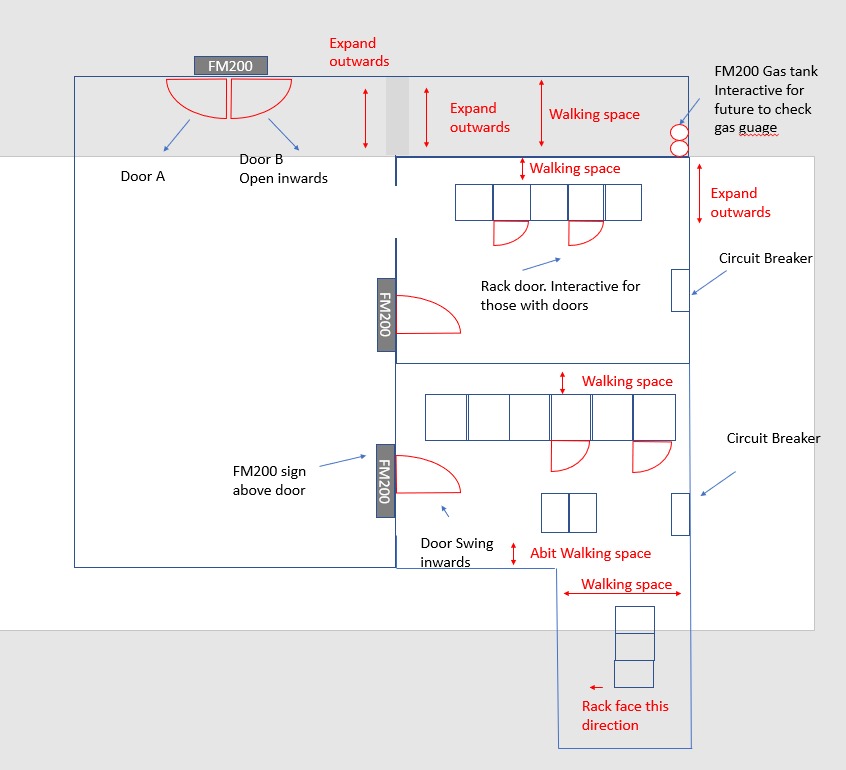 Expand
outwards
FM200
FM200 Gas tank
Interactive for
future to check
gas guage
Expand
outwards
Walking space
Door A
Door B
Open inwards
Walking space
Expand
outwards
Circuit Breaker
Rack door. Interactive for
those with doors
FM200
Walking space
Circuit Breaker
FM200 sign
above door
FM200
Door Swing
inwards
Abit Walking space
Walking space
Rack face this
direction